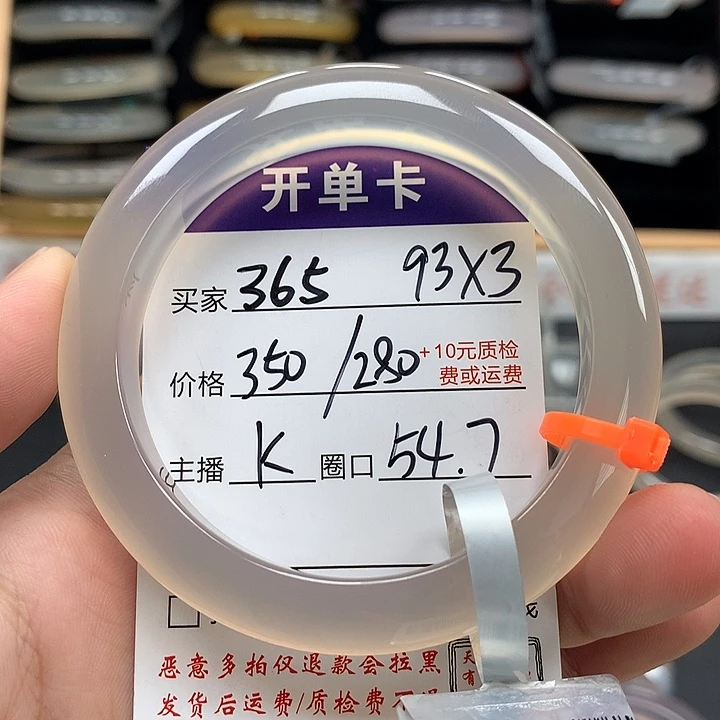 开单卡
买家 365 93X3
价格 350/280 +10元质检费或运费
主播 K 圈口 54.7
恶意多拍仅退款会拉黑
发货后运费/质检费不退